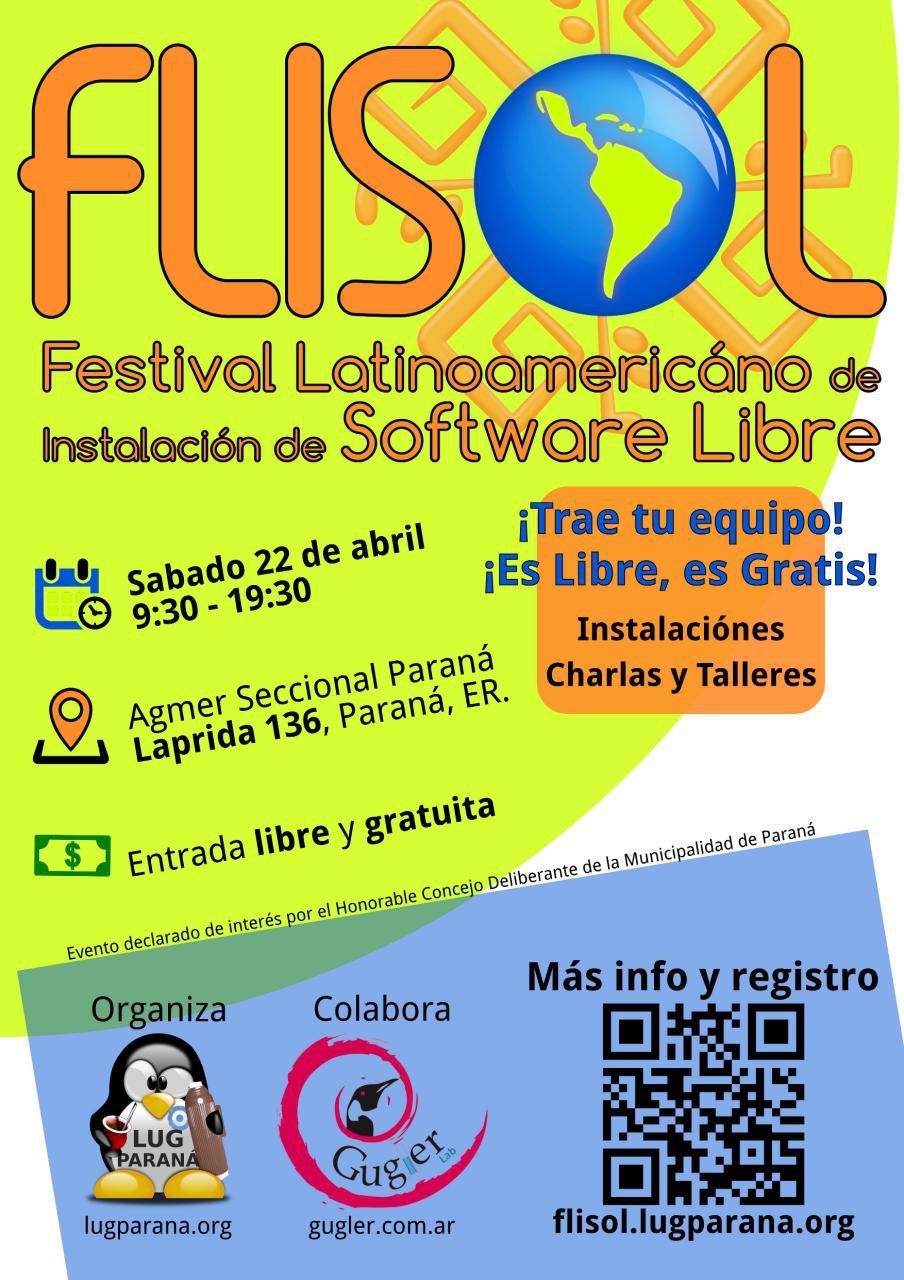 FLISOL
Festival Latinoamericáno de
Instalación de Software Libre
¡Trae tu equipo!
¡Es Libre, es Gratis!
Instalaciónes
Charlas y Talleres
Sabado 22 de abril
9:30 - 19:30
Agmer Seccional Paraná
Laprida 136, Paraná, ER.
$
Entrada libre y gratuita
Evento declarado de interés por el Honorable Concejo Deliberante de la Municipalidad de Paraná
Organiza
LUG
PARANÁ
lugparana.org
Colabora
Gugler
Lab
gugler.com.ar
Más info y registro
flisol.lugparana.org